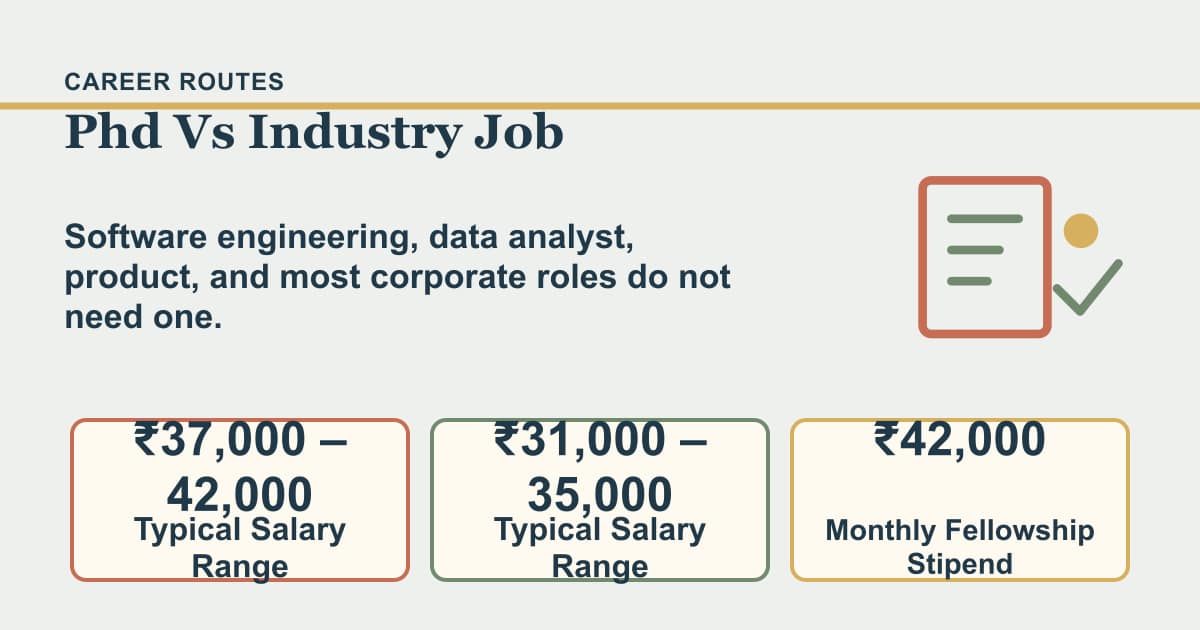 CAREER ROUTES
Phd Vs Industry Job
Software engineering, data analyst,
product, and most corporate roles do not
need one.
₹37,000 –
42,000
Typical Salary
Range
₹31,000 –
35,000
Typical Salary
Range
₹42,000
Monthly Fellowship
Stipend